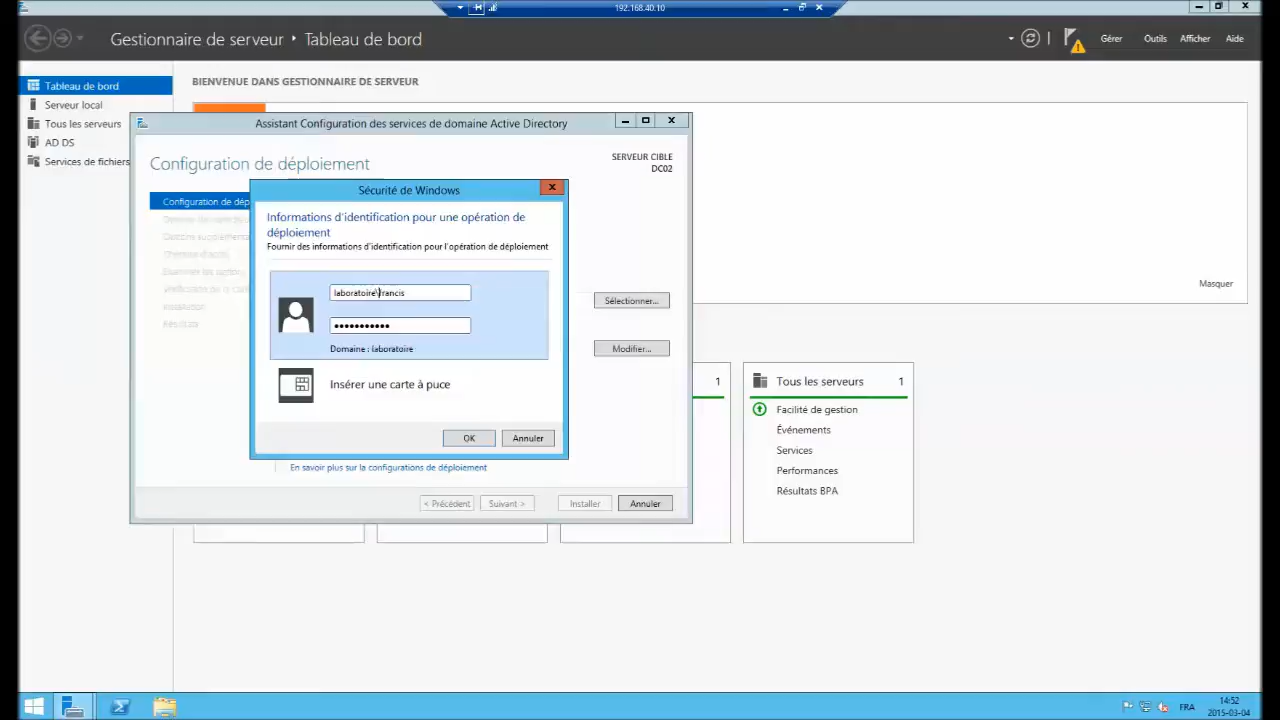 192.168.40.10
Gestionnaire de serveur ‣ Tableau de bord
Gérer Outils Afficher Aide
Tableau de bord
Serveur local
Tous les serveurs
AD DS
Services de fichiers
BIENVENUE DANS GESTIONNAIRE DE SERVEUR
Masquer
Assistant Configuration des services de domaine Active Directory
Configuration de déploiement
SERVEUR CIBLE
DC02
Configuration de dép
Installation
Résultats
Sécurité de Windows
Informations d'identification pour une opération de
déploiement
Fournir des informations d'identification pour l'opération de déploiement
laboratoire\francis
•••••••••••
Domaine : laboratoire
Insérer une carte à puce
OK Annuler
Sélectionner...
Modifier...
En savoir plus sur la configurations de déploiement
< Précédent Suivant > Installer Annuler
1
Tous les serveurs 1
Facilité de gestion
Événements
Services
Performances
Résultats BPA
FRA
14:52
2015-03-04